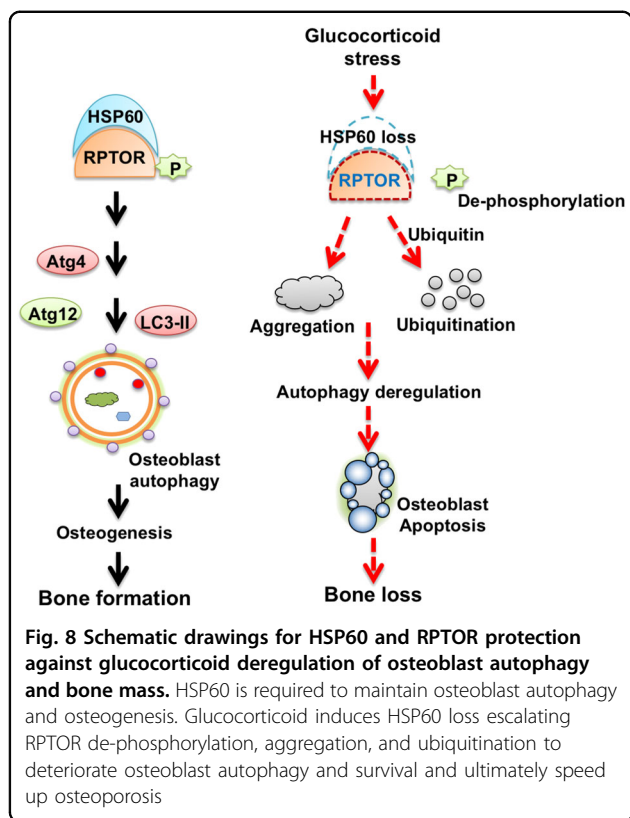 HSP60
RPTOR
P
Atg4
Atg12
LC3-II
Osteoblast
autophagy
Osteogenesis
Bone formation
Glucocorticoid
stress
HSP60 loss
RPTOR
P
De-phosphorylation
Ubiquitin
Aggregation
Ubiquitination
Autophagy deregulation
Osteoblast
Apoptosis
Bone loss
Fig. 8 Schematic drawings for HSP60 and RPTOR protection
against glucocorticoid deregulation of osteoblast autophagy
and bone mass. HSP60 is required to maintain osteoblast autophagy
and osteogenesis. Glucocorticoid induces HSP60 loss escalating
RPTOR de-phosphorylation, aggregation, and ubiquitination to
deteriorate osteoblast autophagy and survival and ultimately speed
up osteoporosis